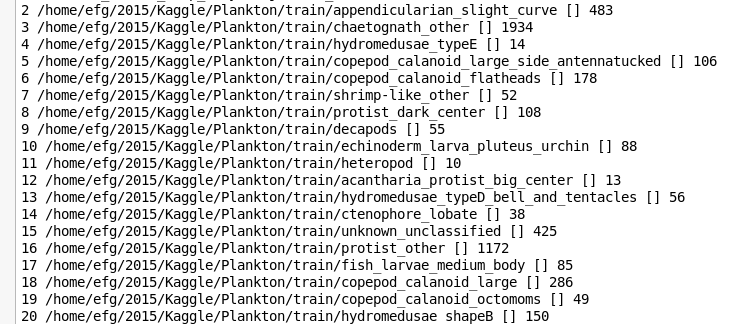 2 /home/efg/2015/Kaggle/Plankton/train/appendicularian_slight_curve [] 483
3 /home/efg/2015/Kaggle/Plankton/train/chaetognath_other [] 1934
4 /home/efg/2015/Kaggle/Plankton/train/hydromedusae_typeE [] 14
5 /home/efg/2015/Kaggle/Plankton/train/copepod_calanoid_large_side_antennatucked [] 106
6 /home/efg/2015/Kaggle/Plankton/train/copepod_calanoid_flatheads [] 178
7 /home/efg/2015/Kaggle/Plankton/train/shrimp-like_other [] 52
8 /home/efg/2015/Kaggle/Plankton/train/protist_dark_center [] 108
9 /home/efg/2015/Kaggle/Plankton/train/decapods [] 55
10 /home/efg/2015/Kaggle/Plankton/train/echinoderm_larva_pluteus_urchin [] 88
11 /home/efg/2015/Kaggle/Plankton/train/heteropod [] 10
12 /home/efg/2015/Kaggle/Plankton/train/acantharia_protist_big_center [] 13
13 /home/efg/2015/Kaggle/Plankton/train/hydromedusae_typeD_bell_and_tentacles [] 56
14 /home/efg/2015/Kaggle/Plankton/train/ctenophore_lobate [] 38
15 /home/efg/2015/Kaggle/Plankton/train/unknown_unclassified [] 425
16 /home/efg/2015/Kaggle/Plankton/train/protist_other [] 1172
17 /home/efg/2015/Kaggle/Plankton/train/fish_larvae_medium_body [] 85
18 /home/efg/2015/Kaggle/Plankton/train/copepod_calanoid_large [] 286
19 /home/efg/2015/Kaggle/Plankton/train/copepod_calanoid_octomoms [] 49
20 /home/efg/2015/Kaggle/Plankton/train/hydromedusae_shapeB [] 150